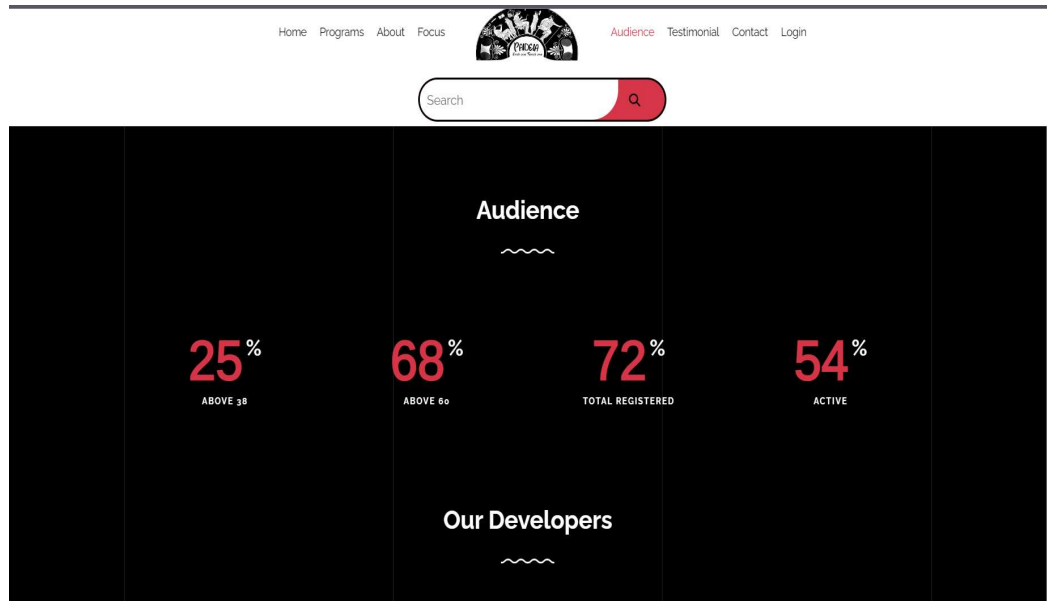 Home Programs About Focus Audience Testimonial Contact Login
Search
Audience
25% 68% 72% 54%
ABOVE 38 ABOVE 60 TOTAL REGISTERED ACTIVE
Our Developers